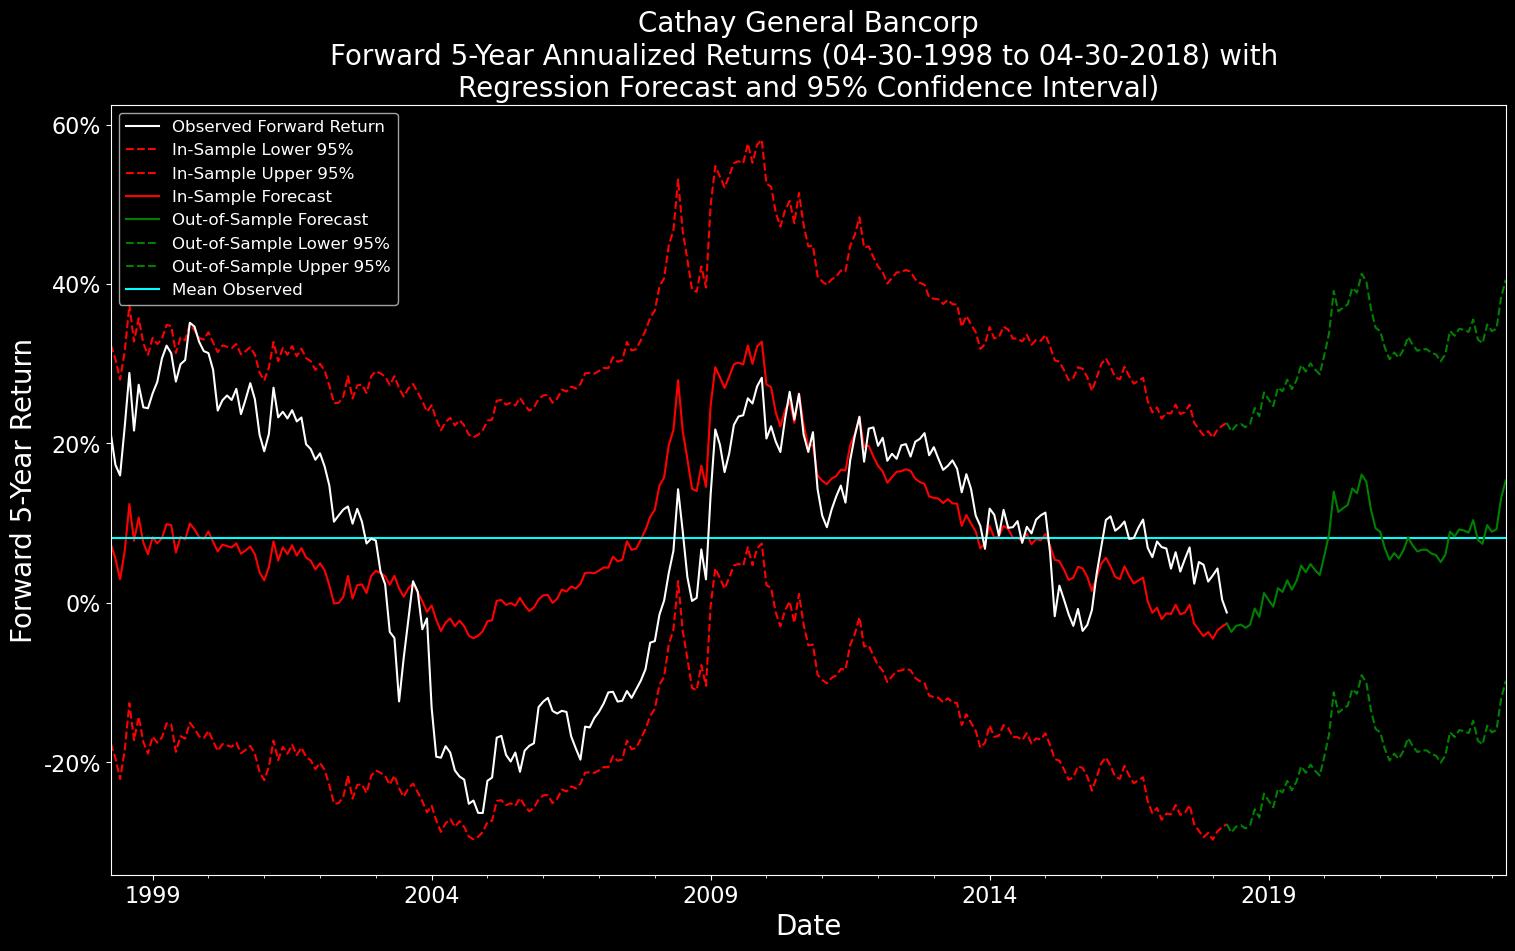 Cathay General Bancorp
Forward 5-Year Annualized Returns (04-30-1998 to 04-30-2018) with
Regression Forecast and 95% Confidence Interval)
Observed Forward Return
In-Sample Lower 95%
In-Sample Upper 95%
In-Sample Forecast
Out-of-Sample Forecast
Out-of-Sample Lower 95%
Out-of-Sample Upper 95%
Mean Observed
Forward 5-Year Return
60%
40%
20%
0%
-20%
1999
2004
2009
2014
2019
Date